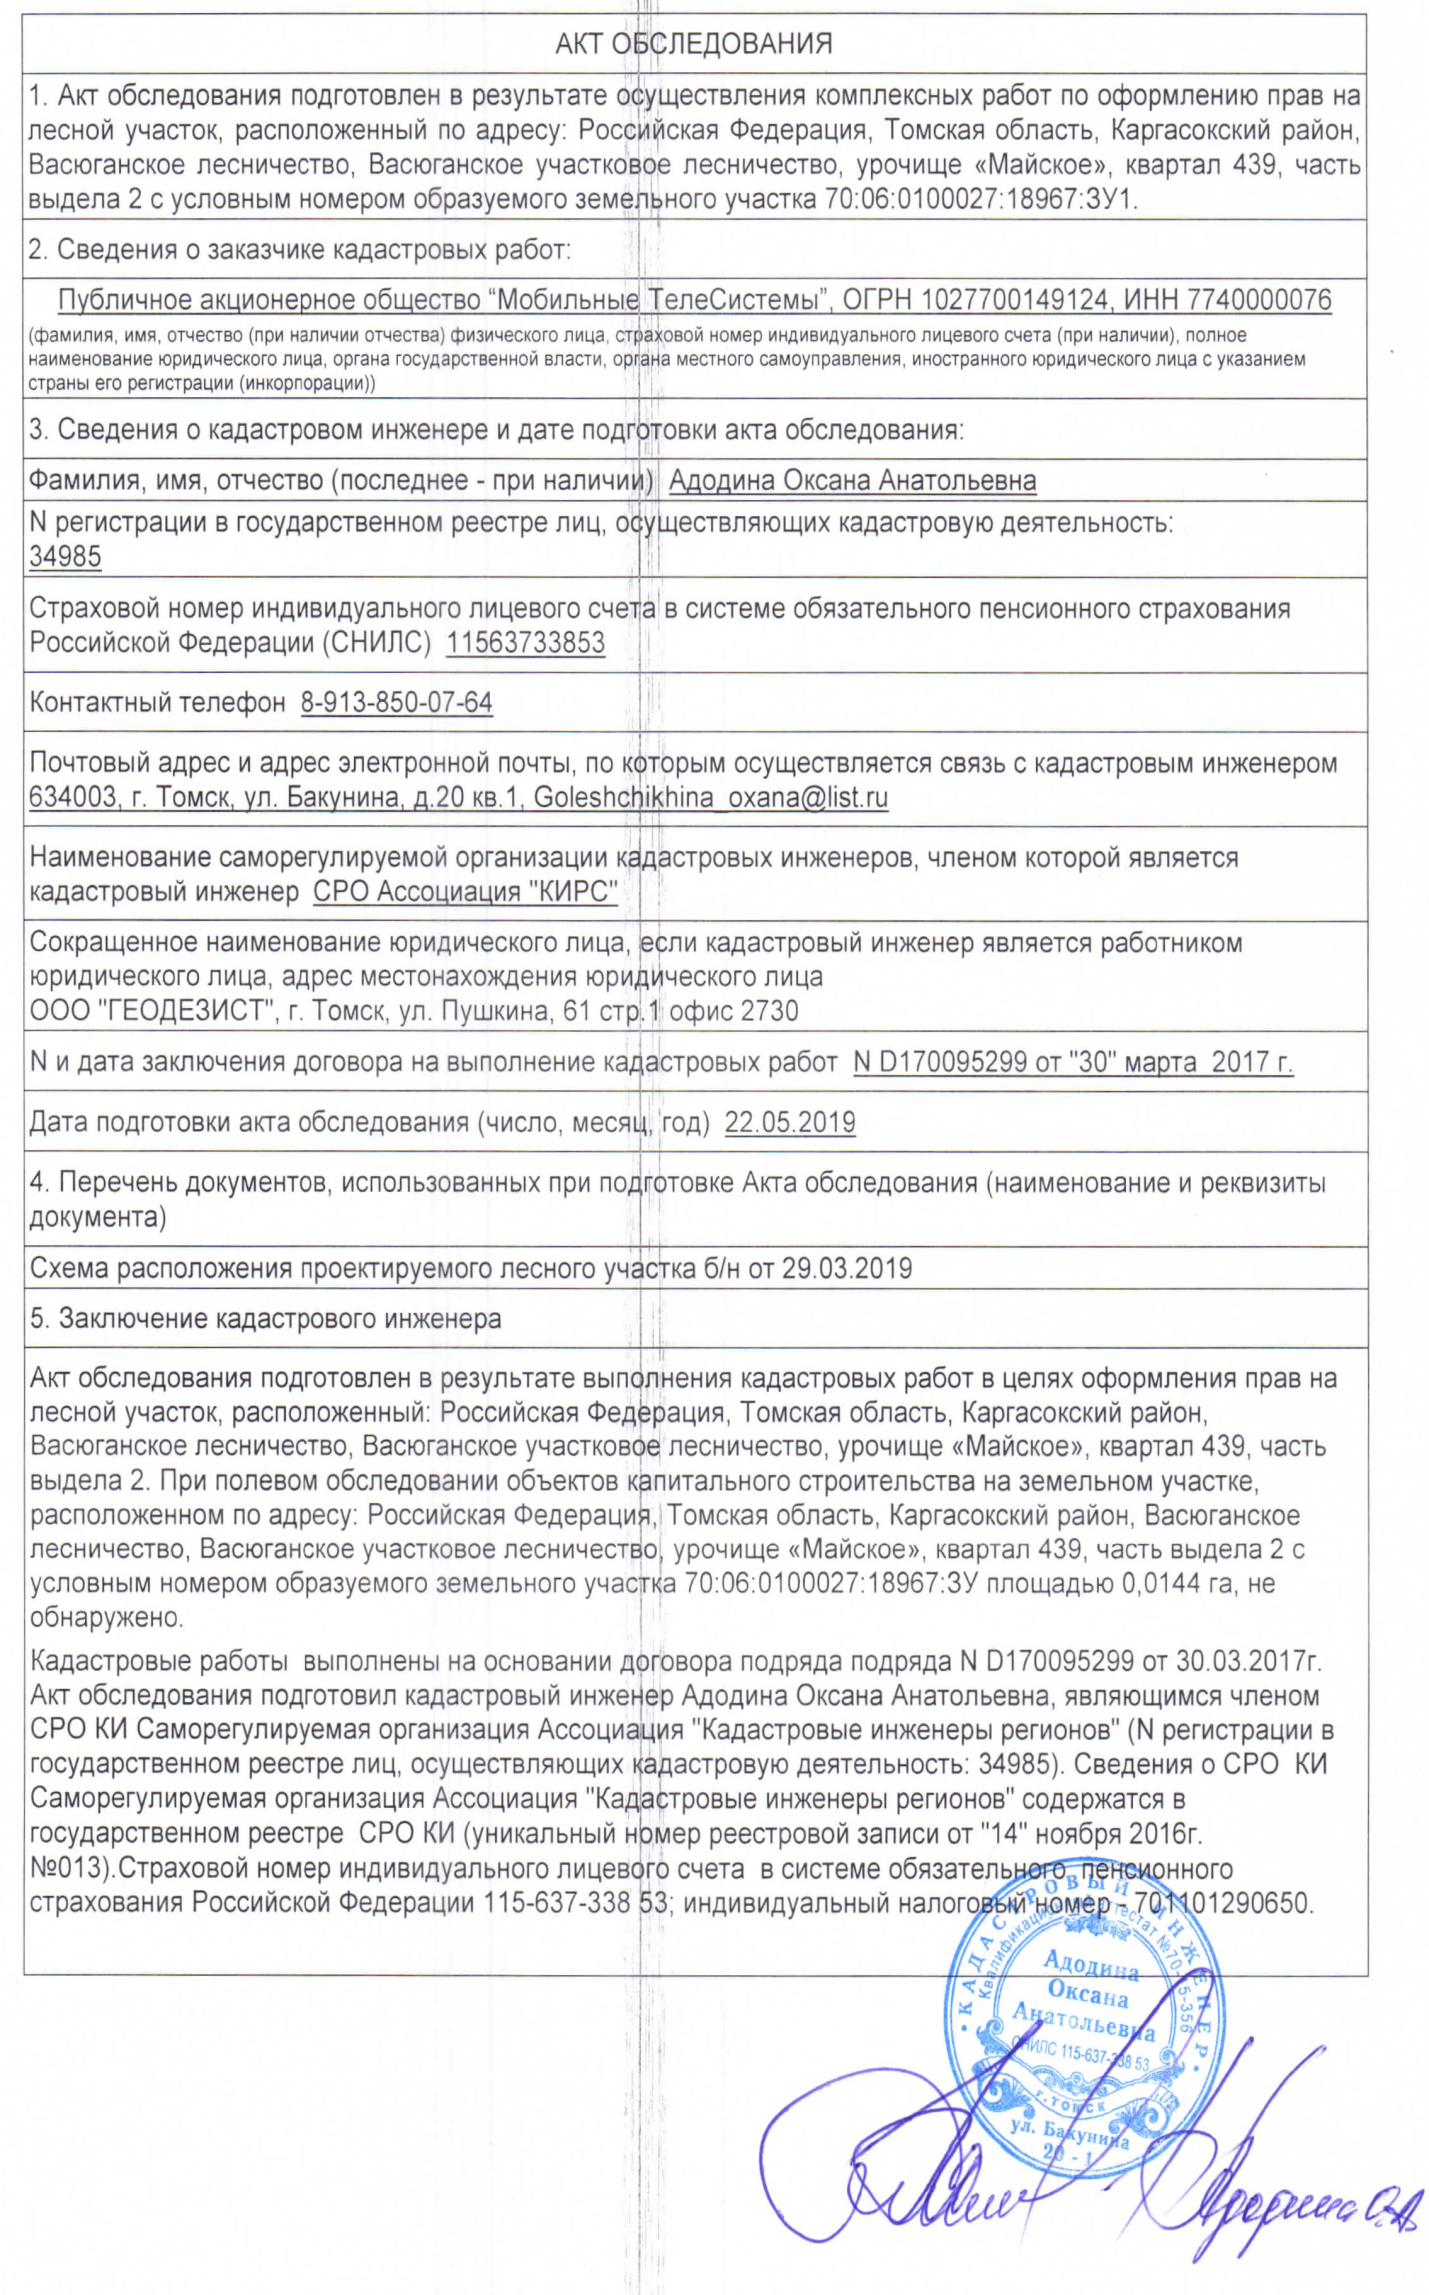 АКТ ОБСЛЕДОВАНИЯ
1. Акт обследования подготовлен в результате осуществления комплексных работ по оформлению прав на
лесной участок, расположенный по адресу: Российская Федерация, Томская область, Каргасокский район,
Васюганское лесничество, Васюганское участковое лесничество, урочище «Майское», квартал 439, часть
выдела 2 с условным номером образуемого земельного участка 70:06:0100027:18967:ЗУ1.
2. Сведения о заказчике кадастровых работ:
Публичное акционерное общество “Мобильные ТелеСистемы”, ОГРН 1027700149124, ИНН 7740000076
(фамилия, имя, отчество (при наличии отчества) физического лица, страховой номер индивидуального лицевого счета (при наличии), полное
наименование юридического лица, органа государственной власти, органа местного самоуправления, иностранного юридического лица с указанием
страны его регистрации (инкорпорации))
3. Сведения о кадастровом инженере и дате подготовки акта обследования:
Фамилия, имя, отчество (последнее - при наличии) Адодина Оксана Анатольевна
N регистрации в государственном реестре лиц, осуществляющих кадастровую деятельность:
34985
Страховой номер индивидуального лицевого счета в системе обязательного пенсионного страхования
Российской Федерации (СНИЛС) 11563733853
Контактный телефон 8-913-850-07-64
Почтовый адрес и адрес электронной почты, по которым осуществляется связь с кадастровым инженером
634003, г. Томск, ул. Бакунина, д.20 кв.1, Goleshchikhina_oxana@list.ru
Наименование саморегулируемой организации кадастровых инженеров, членом которой является
кадастровый инженер СРО Ассоциация "КИРС"
Сокращенное наименование юридического лица, если кадастровый инженер является работником
юридического лица, адрес местонахождения юридического лица
ООО "ГЕОДЕЗИСТ", г. Томск, ул. Пушкина, 61 стр.1 офис 2730
N и дата заключения договора на выполнение кадастровых работ N D170095299 от "30" марта 2017 г.
Дата подготовки акта обследования (число, месяц, год) 22.05.2019
4. Перечень документов, использованных при подготовке Акта обследования (наименование и реквизиты
документа)
Схема расположения проектируемого лесного участка б/н от 29.03.2019
5. Заключение кадастрового инженера
Акт обследования подготовлен в результате выполнения кадастровых работ в целях оформления прав на
лесной участок, расположенный: Российская Федерация, Томская область, Каргасокский район,
Васюганское лесничество, Васюганское участковое лесничество, урочище «Майское», квартал 439, часть
выдела 2. При полевом обследовании объектов капитального строительства на земельном участке,
расположенном по адресу: Российская Федерация, Томская область, Каргасокский район, Васюганское
лесничество, Васюганское участковое лесничество, урочище «Майское», квартал 439, часть выдела 2 с
условным номером образуемого земельного участка 70:06:0100027:18967:ЗУ площадью 0,0144 га, не
обнаружено.
Кадастровые работы выполнены на основании договора подряда подряда N D170095299 от 30.03.2017г.
Акт обследования подготовил кадастровый инженер Адодина Оксана Анатольевна, являющимся членом
СРО КИ Саморегулируемая организация Ассоциация "Кадастровые инженеры регионов" (N регистрации в
государственном реестре лиц, осуществляющих кадастровую деятельность: 34985). Сведения о СРО КИ
Саморегулируемая организация Ассоциация "Кадастровые инженеры регионов" содержатся в
государственном реестре СРО КИ (уникальный номер реестровой записи от "14" ноября 2016г.
№013).Страховой номер индивидуального лицевого счета в системе обязательного пенсионного
страхования Российской Федерации 115-637-338 53; индивидуальный налоговый номер - 701101290650.
КАДАСТРОВЫЙ ИНЖЕНЕР
Квалификационный аттестат №70-15-356
Адодина
Оксана
Анатольевна
СНИЛС 115-637-338 53
г. ТОМСК
ул. Бакунина
20 - 1
Адодина О.А